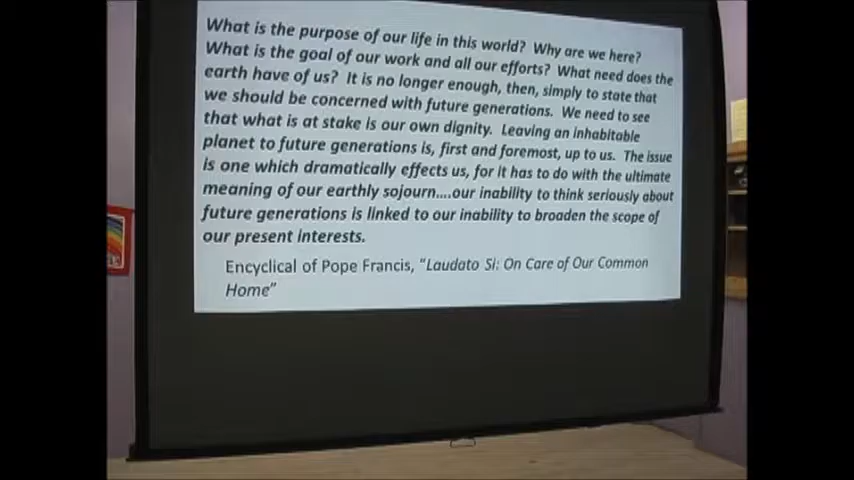 What is the purpose of our life in this world? Why are we here?
What is the goal of our work and all our efforts? What need does the
earth have of us? It is no longer enough, then, simply to state that
we should be concerned with future generations. We need to see
that what is at stake is our own dignity. Leaving an inhabitable
planet to future generations is, first and foremost, up to us. The issue
is one which dramatically effects us, for it has to do with the ultimate
meaning of our earthly sojourn....our inability to think seriously about
future generations is linked to our inability to broaden the scope of
our present interests.
Encyclical of Pope Francis, “Laudato Si: On Care of Our Common
Home”